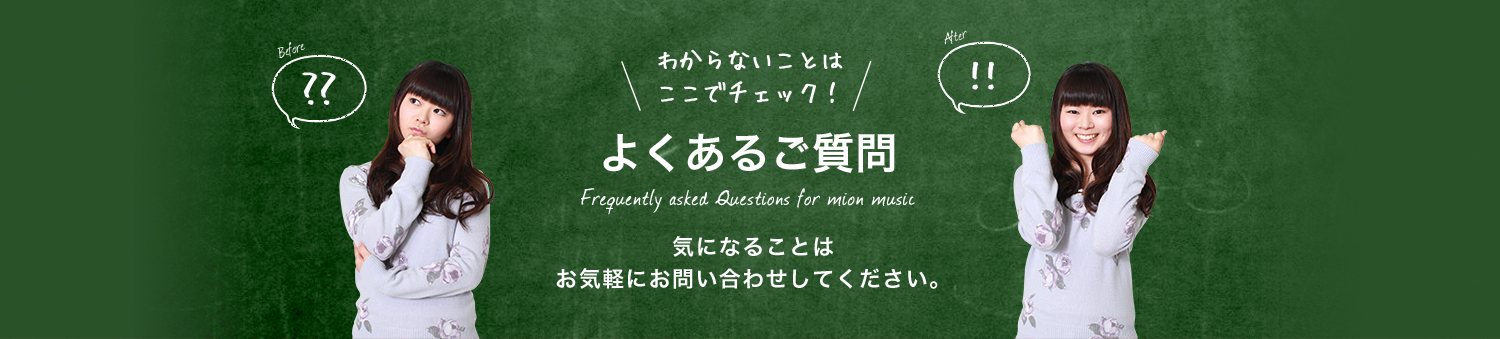 Before
??
わからないことは
ここでチェック！
よくあるご質問
Frequently asked Questions for mion music
気になることは
お気軽にお問い合わせしてください。
After
!!